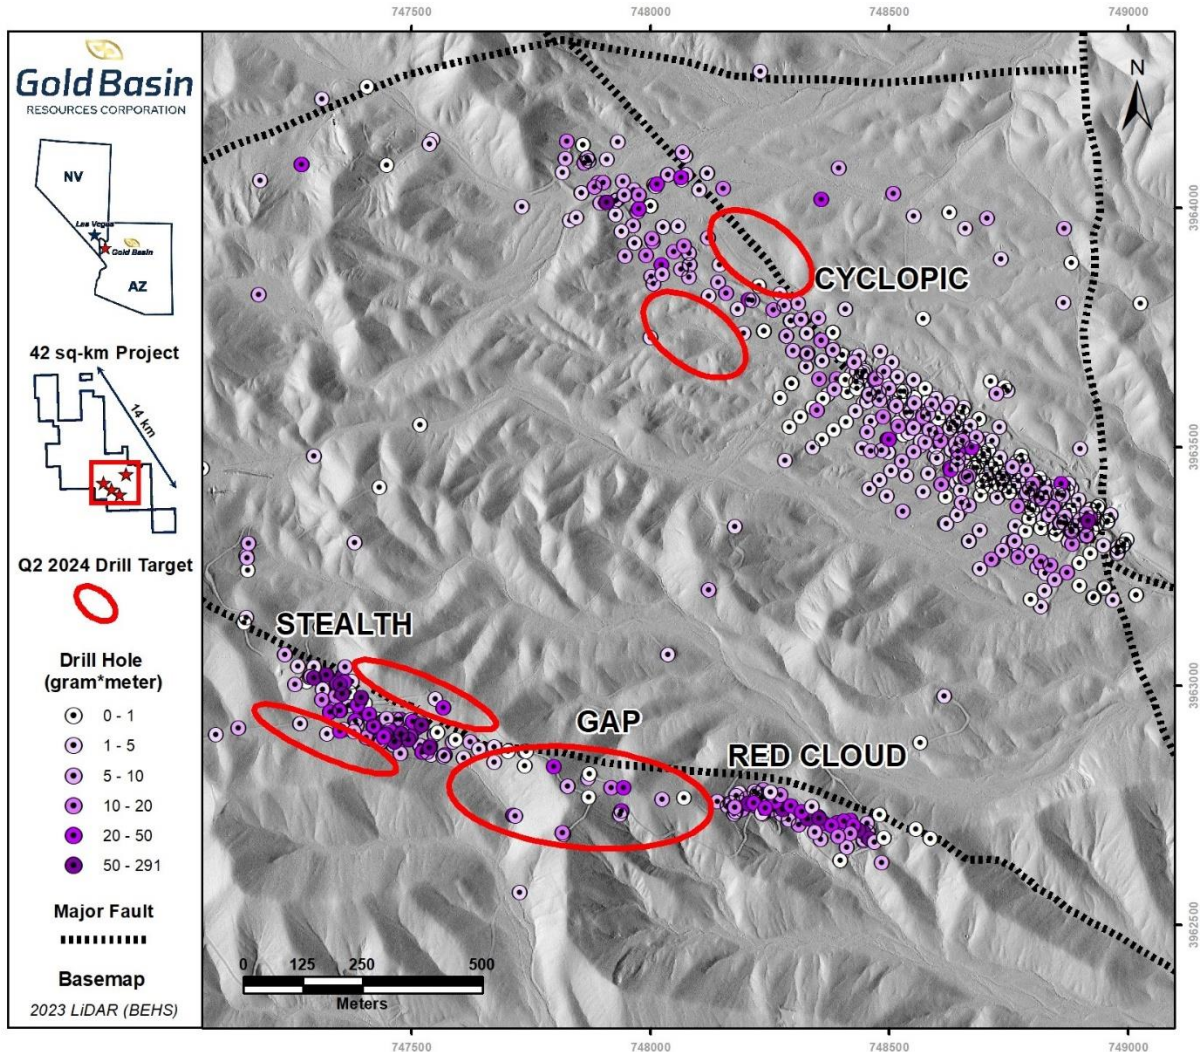 747500
748000
748500
749000
Gold Basin
RESOURCES CORPORATION
NV
Las Vegas
Gold Basin
AZ
42 sq-km Project
14 km
Q2 2024 Drill Target
Drill Hole
(gram*meter)
0 - 1
1 - 5
5 - 10
10 - 20
20 - 50
50 - 291
Major Fault
Basemap
2023 LiDAR (BEHS)
N
CYCLOPIC
STEALTH
GAP
RED CLOUD
0
125
250
500
Meters
3964000
3963500
3963000
3962500
747500
748000
748500
749000